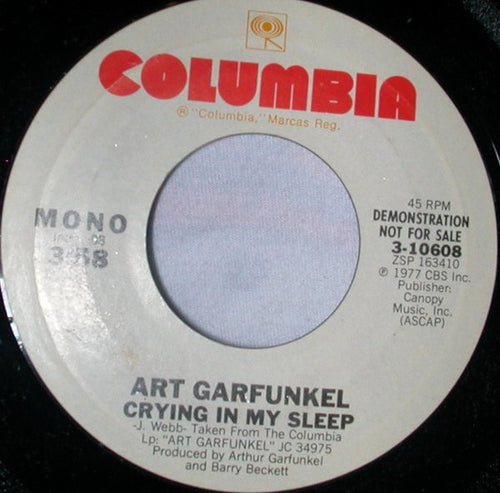 COLUMBIA
® "Columbia," Marcas Reg.
MONO
3:58
45 RPM
DEMONSTRATION
NOT FOR SALE
3-10608
ZSP 163410
℗ 1977 CBS Inc.
Publisher:
Canopy
Music, Inc.
(ASCAP)
ART GARFUNKEL
CRYING IN MY SLEEP
-J. Webb- Taken From The Columbia
Lp: "ART GARFUNKEL" JC 34975
Produced by Arthur Garfunkel
and Barry Beckett